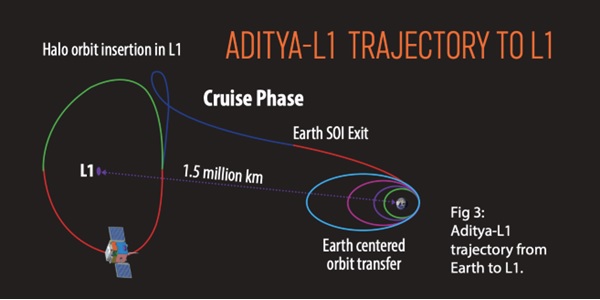 ADITYA-L1 TRAJECTORY TO L1
Halo orbit insertion in L1
Cruise Phase
Earth SOI Exit
L1
1.5 million km
Earth centered
orbit transfer
Fig 3:
Aditya-L1
trajectory from
Earth to L1.